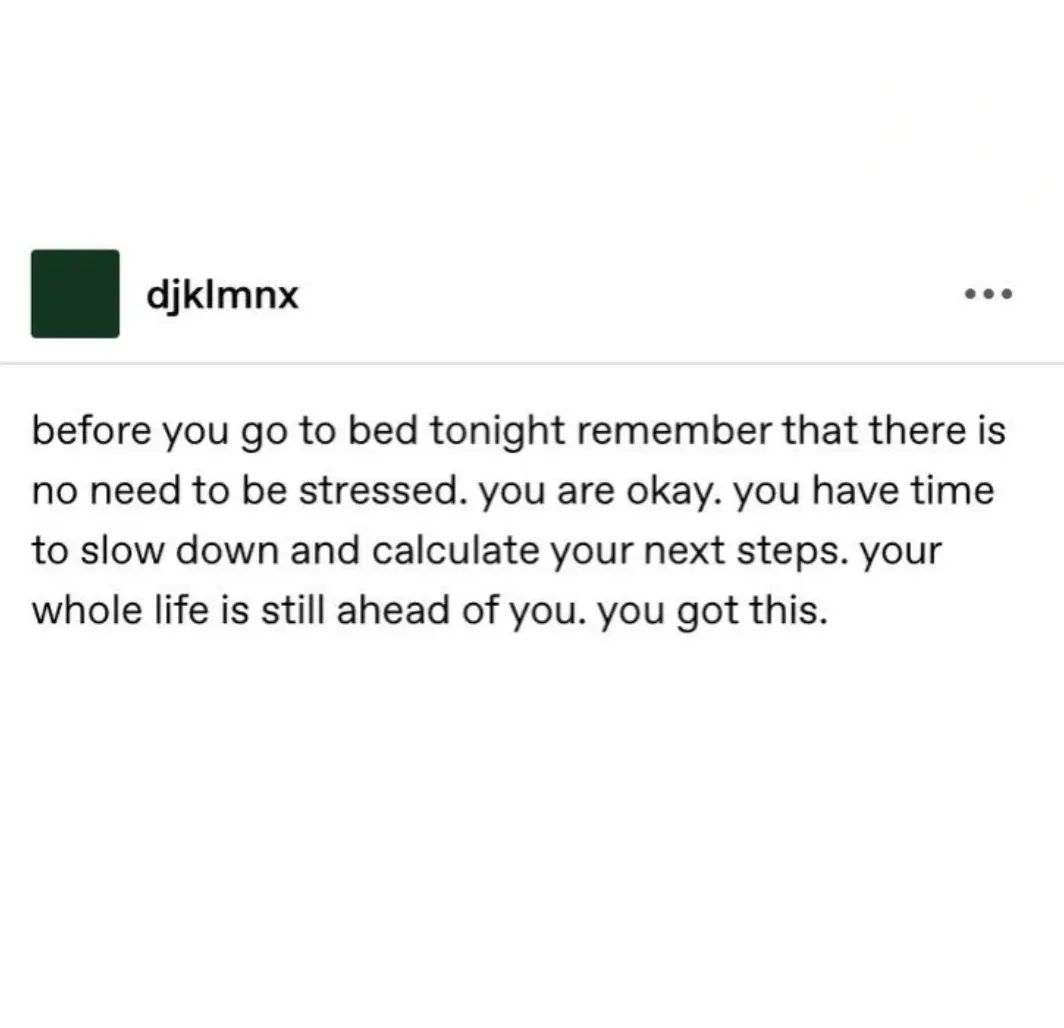 djklmnx
before you go to bed tonight remember that there is
no need to be stressed. you are okay. you have time
to slow down and calculate your next steps. your
whole life is still ahead of you. you got this.